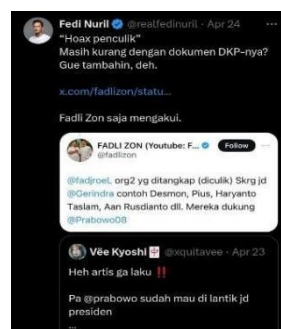 Fedi Nuril @realfedinuril · Apr 24 ...
"Hoax penculik"
Masih kurang dengan dokumen DKP-nya?
Gue tambahin, deh.
x.com/fadlizon/statu...
Fadli Zon saja mengakui.
FADLI ZON (Youtube: F... Follow ...
@fadlizon
@fadjroeL org2 yg ditangkap (diculik) Skrg jd
@Gerindra contoh Desmon, Pius, Haryanto
Taslam, Aan Rusdianto dll. Mereka dukung
@Prabowo08
Vëe Kyoshi @xquitavee · Apr 23
Heh artis ga laku ‼️
Pa @prabowo sudah mau di lantik jd
presiden
...